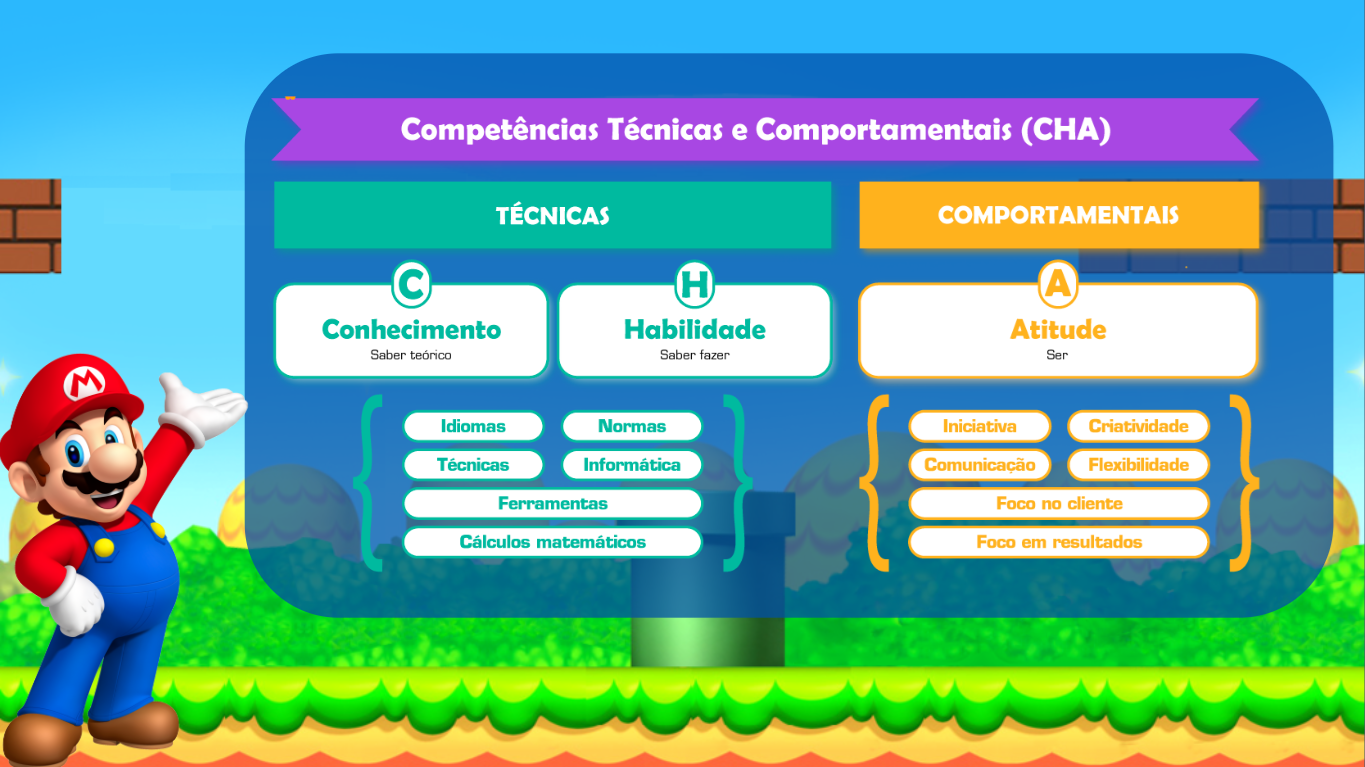 Competências Técnicas e Comportamentais (CHA)
TÉCNICAS
C
Conhecimento
Saber teórico
H
Habilidade
Saber fazer
Idiomas
Normas
Técnicas
Informática
Ferramentas
Cálculos matemáticos
COMPORTAMENTAIS
A
Atitude
Ser
Iniciativa
Criatividade
Comunicação
Flexibilidade
Foco no cliente
Foco em resultados
M